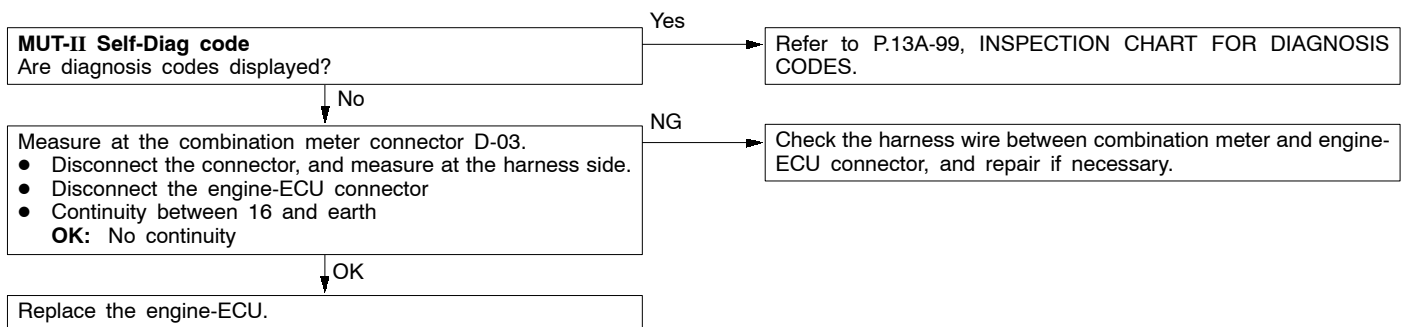 Yes
MUT-II Self-Diag code
Are diagnosis codes displayed?
Refer to P.13A-99, INSPECTION CHART FOR DIAGNOSIS
CODES.
No
NG
Measure at the combination meter connector D-03.
● Disconnect the connector, and measure at the harness side.
● Disconnect the engine-ECU connector
● Continuity between 16 and earth
OK: No continuity
Check the harness wire between combination meter and engine-
ECU connector, and repair if necessary.
OK
Replace the engine-ECU.